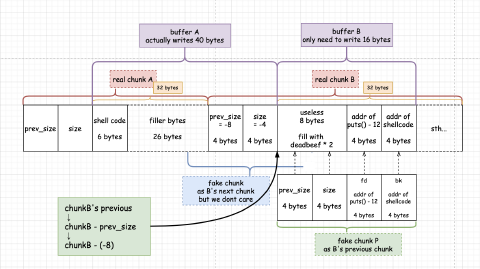 buffer A
actually writes 40 bytes
buffer B
only need to write 16 bytes
real chunk A
32 bytes
real chunk B
32 bytes
prev_size
size
shell code
6 bytes
filler bytes
26 bytes
prev_size
= -8
4 bytes
size
= -4
4 bytes
useless
8 bytes
fill with
deadbeef * 2
addr of
puts() - 12
4 bytes
addr of
shellcode
4 bytes
sth...
fake chunk
as B's next chunk
but we dont care
prev_size
4 bytes
size
4 bytes
fd
addr of
puts() - 12
4 bytes
bk
addr of
shellcode
4 bytes
chunkB's previous
↓
chunkB - prev_size
↓
chunkB - (-8)
fake chunk P
as B's previous chunk